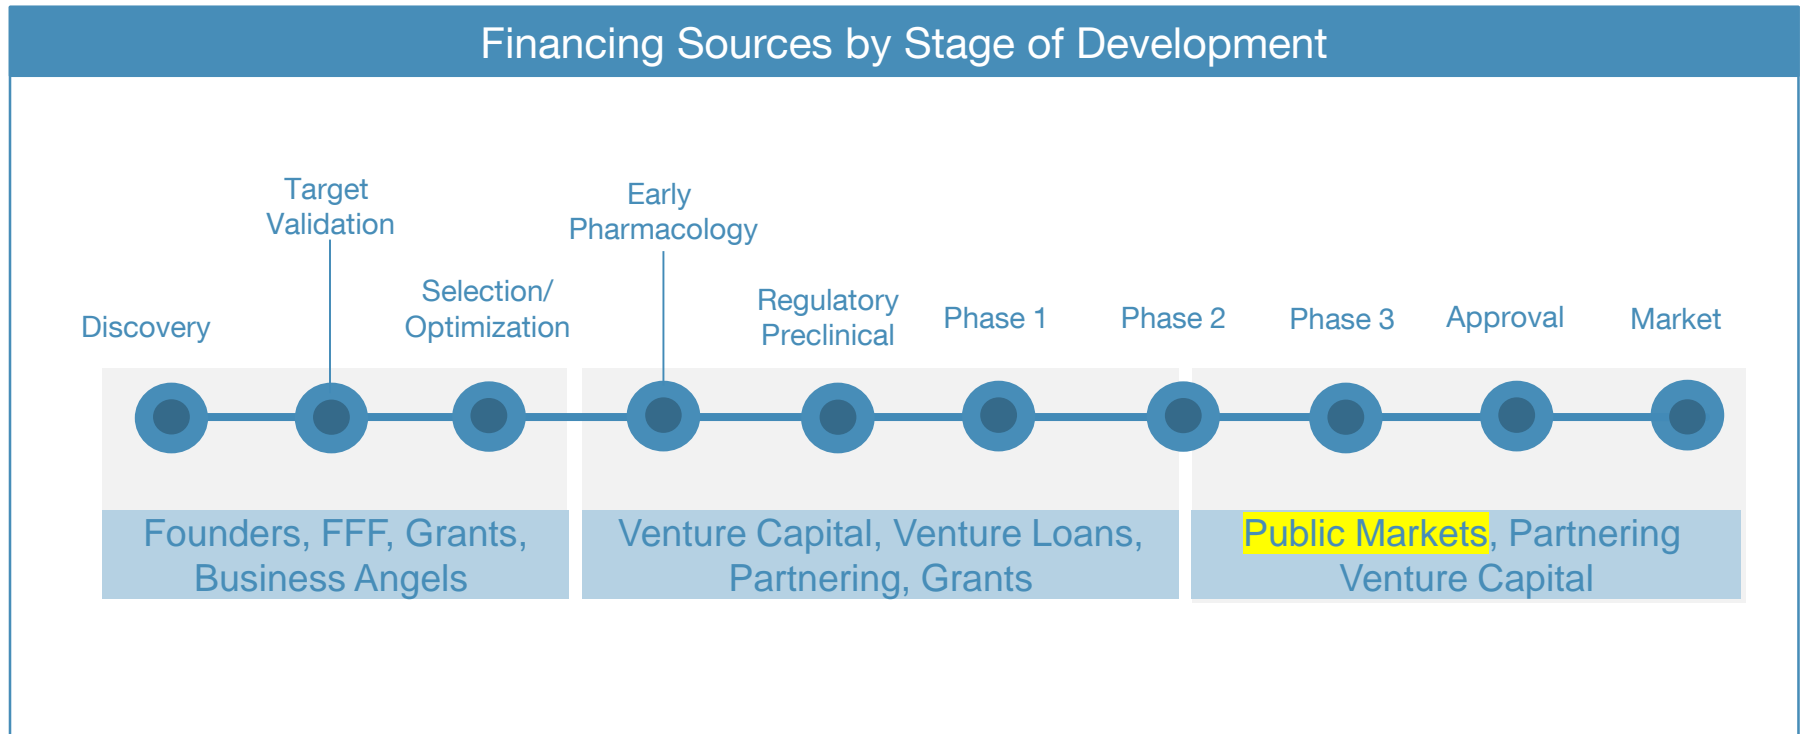 Financing Sources by Stage of Development
Target
Validation
Early
Pharmacology
Discovery
Selection/
Optimization
Regulatory
Preclinical
Phase 1
Phase 2
Phase 3
Approval
Market
Founders, FFF, Grants,
Business Angels
Venture Capital, Venture Loans,
Partnering, Grants
Public Markets, Partnering
Venture Capital